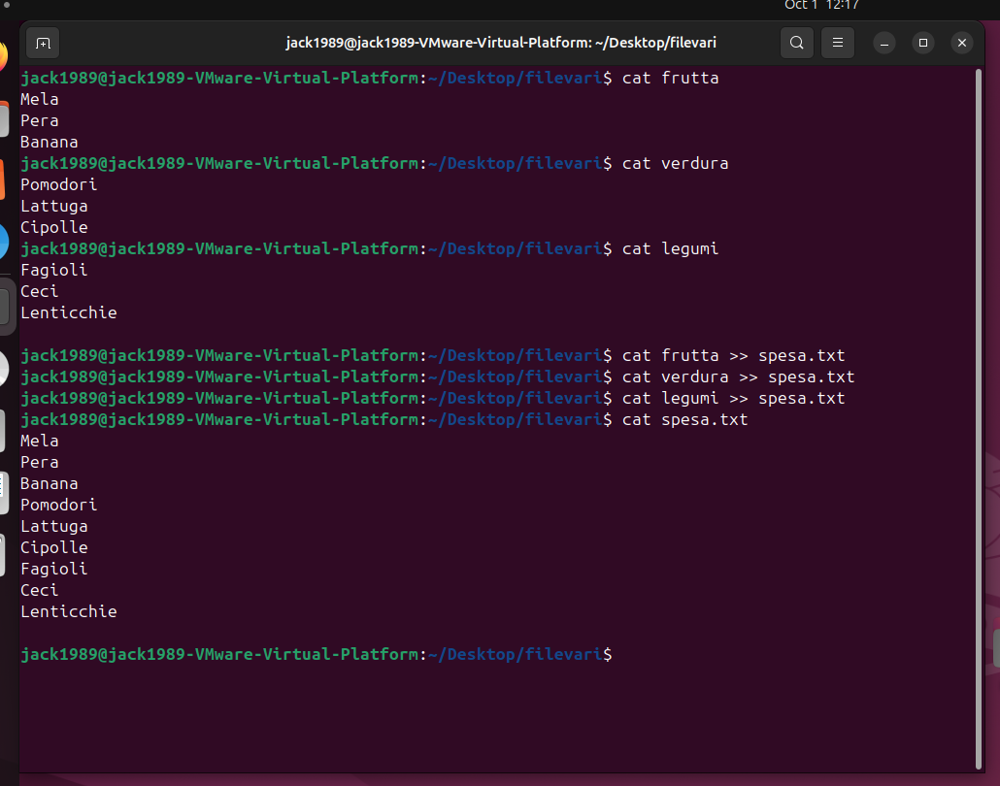 Oct 1 12:17
jack1989@jack1989-VMware-Virtual-Platform: ~/Desktop/filevari
jack1989@jack1989-VMware-Virtual-Platform:~/Desktop/filevari$ cat frutta
Mela
Pera
Banana
jack1989@jack1989-VMware-Virtual-Platform:~/Desktop/filevari$ cat verdura
Pomodori
Lattuga
Cipolle
jack1989@jack1989-VMware-Virtual-Platform:~/Desktop/filevari$ cat legumi
Fagioli
Ceci
Lenticchie
jack1989@jack1989-VMware-Virtual-Platform:~/Desktop/filevari$ cat frutta >> spesa.txt
jack1989@jack1989-VMware-Virtual-Platform:~/Desktop/filevari$ cat verdura >> spesa.txt
jack1989@jack1989-VMware-Virtual-Platform:~/Desktop/filevari$ cat legumi >> spesa.txt
jack1989@jack1989-VMware-Virtual-Platform:~/Desktop/filevari$ cat spesa.txt
Mela
Pera
Banana
Pomodori
Lattuga
Cipolle
Fagioli
Ceci
Lenticchie
jack1989@jack1989-VMware-Virtual-Platform:~/Desktop/filevari$